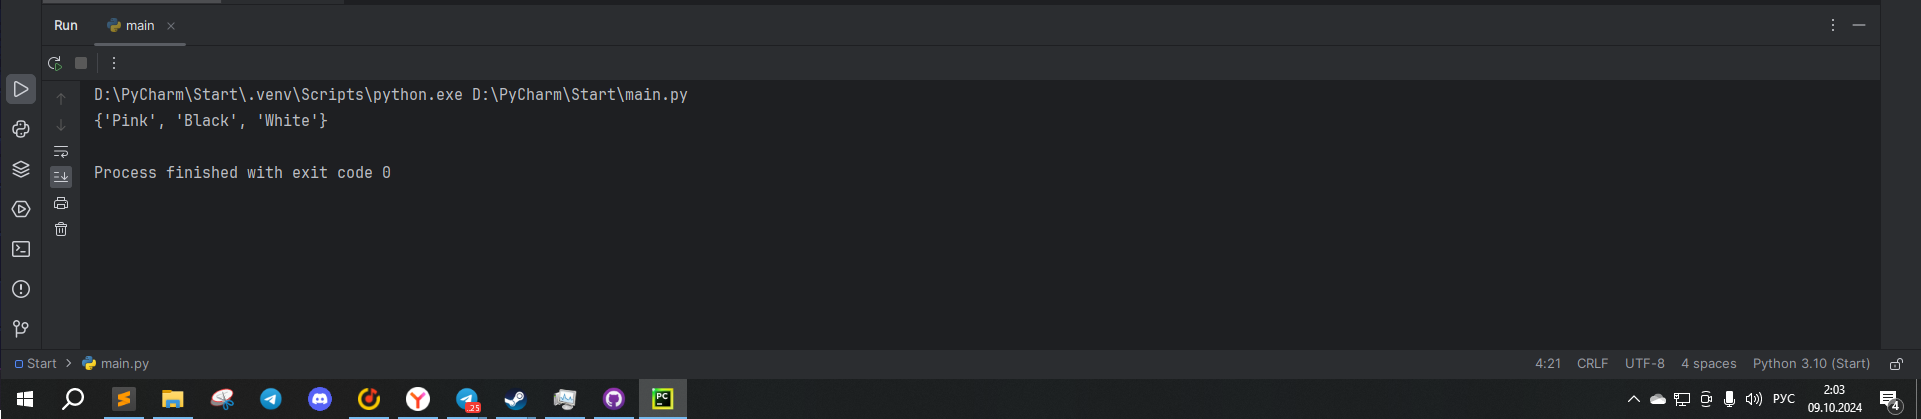 Run main
D:\PyCharm\Start\.venv\Scripts\python.exe D:\PyCharm\Start\main.py
{'Pink', 'Black', 'White'}
Process finished with exit code 0
Start > main.py 4:21 CRLF UTF-8 4 spaces Python 3.10 (Start)
.25 PC РУС 2:03
09.10.2024 4